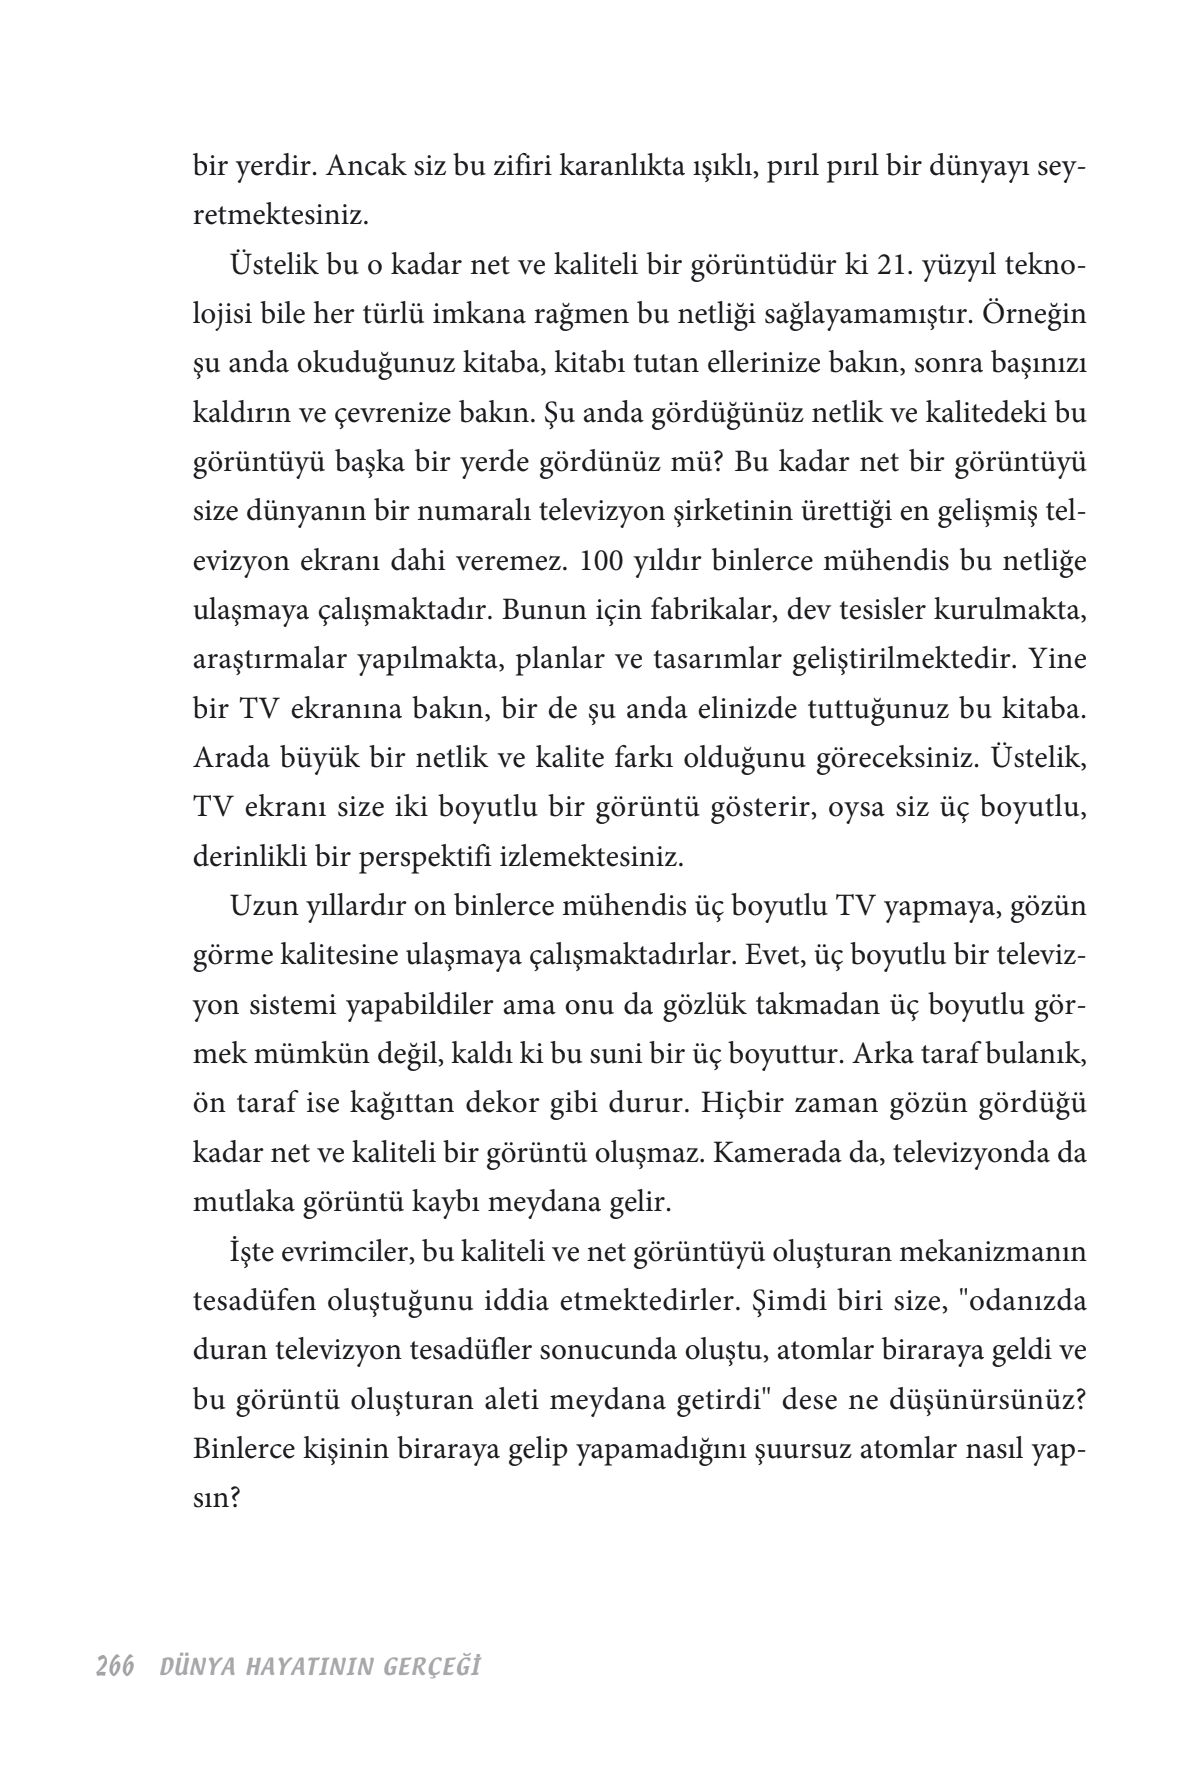 bir yerdir. Ancak siz bu zifiri karanlıkta ışıklı, pırıl pırıl bir dünyayı sey-
retmektesiniz.
Üstelik bu o kadar net ve kaliteli bir görüntüdür ki 21. yüzyıl tekno-
lojisi bile her türlü imkana rağmen bu netliği sağlayamamıştır. Örneğin
şu anda okuduğunuz kitaba, kitabı tutan ellerinize bakın, sonra başınızı
kaldırın ve çevrenize bakın. Şu anda gördüğünüz netlik ve kalitedeki bu
görüntüyü başka bir yerde gördünüz mü? Bu kadar net bir görüntüyü
size dünyanın bir numaralı televizyon şirketinin ürettiği en gelişmiş tel-
evizyon ekranı dahi veremez. 100 yıldır binlerce mühendis bu netliğe
ulaşmaya çalışmaktadır. Bunun için fabrikalar, dev tesisler kurulmakta,
araştırmalar yapılmakta, planlar ve tasarımlar geliştirilmektedir. Yine
bir TV ekranına bakın, bir de şu anda elinizde tuttuğunuz bu kitaba.
Arada büyük bir netlik ve kalite farkı olduğunu göreceksiniz. Üstelik,
TV ekranı size iki boyutlu bir görüntü gösterir, oysa siz üç boyutlu,
derinlikli bir perspektifi izlemektesiniz.
Uzun yıllardır on binlerce mühendis üç boyutlu TV yapmaya, gözün
görme kalitesine ulaşmaya çalışmaktadırlar. Evet, üç boyutlu bir televiz-
yon sistemi yapabildiler ama onu da gözlük takmadan üç boyutlu gör-
mek mümkün değil, kaldı ki bu suni bir üç boyuttur. Arka taraf bulanık,
ön taraf ise kağıttan dekor gibi durur. Hiçbir zaman gözün gördüğü
kadar net ve kaliteli bir görüntü oluşmaz. Kamerada da, televizyonda da
mutlaka görüntü kaybı meydana gelir.
İşte evrimciler, bu kaliteli ve net görüntüyü oluşturan mekanizmanın
tesadüfen oluştuğunu iddia etmektedirler. Şimdi biri size, "odanızda
duran televizyon tesadüfler sonucunda oluştu, atomlar biraraya geldi ve
bu görüntü oluşturan aleti meydana getirdi" dese ne düşünürsünüz?
Binlerce kişinin biraraya gelip yapamadığını şuursuz atomlar nasıl yap-
sın?
266 DÜNYA HAYATININ GERÇEĞİ